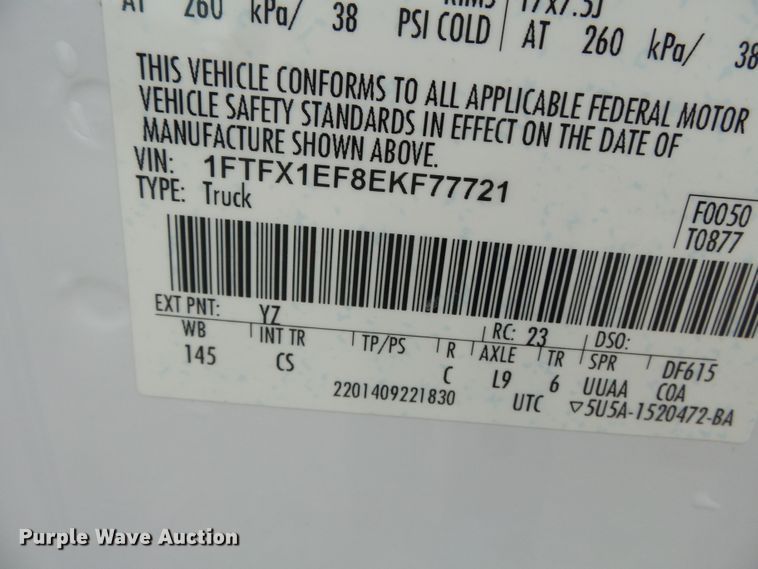 AT 260 kPa/ 38 PSI COLD AT 260 kPa/ 38
THIS VEHICLE CONFORMS TO ALL APPLICABLE FEDERAL MOTOR
VEHICLE SAFETY STANDARDS IN EFFECT ON THE DATE OF
MANUFACTURE SHOWN ABOVE.
VIN: 1FTFX1EF8EKF77721
TYPE: Truck
F0050
T0877
EXT PNT: YZ RC: 23 DSO:
WB INT TR TP/PS R AXLE TR SPR DF615
145 CS C L9 6 UUAA COA
2201409221830 UTC ▽5U5A-1520472-BA
Purple Wave Auction